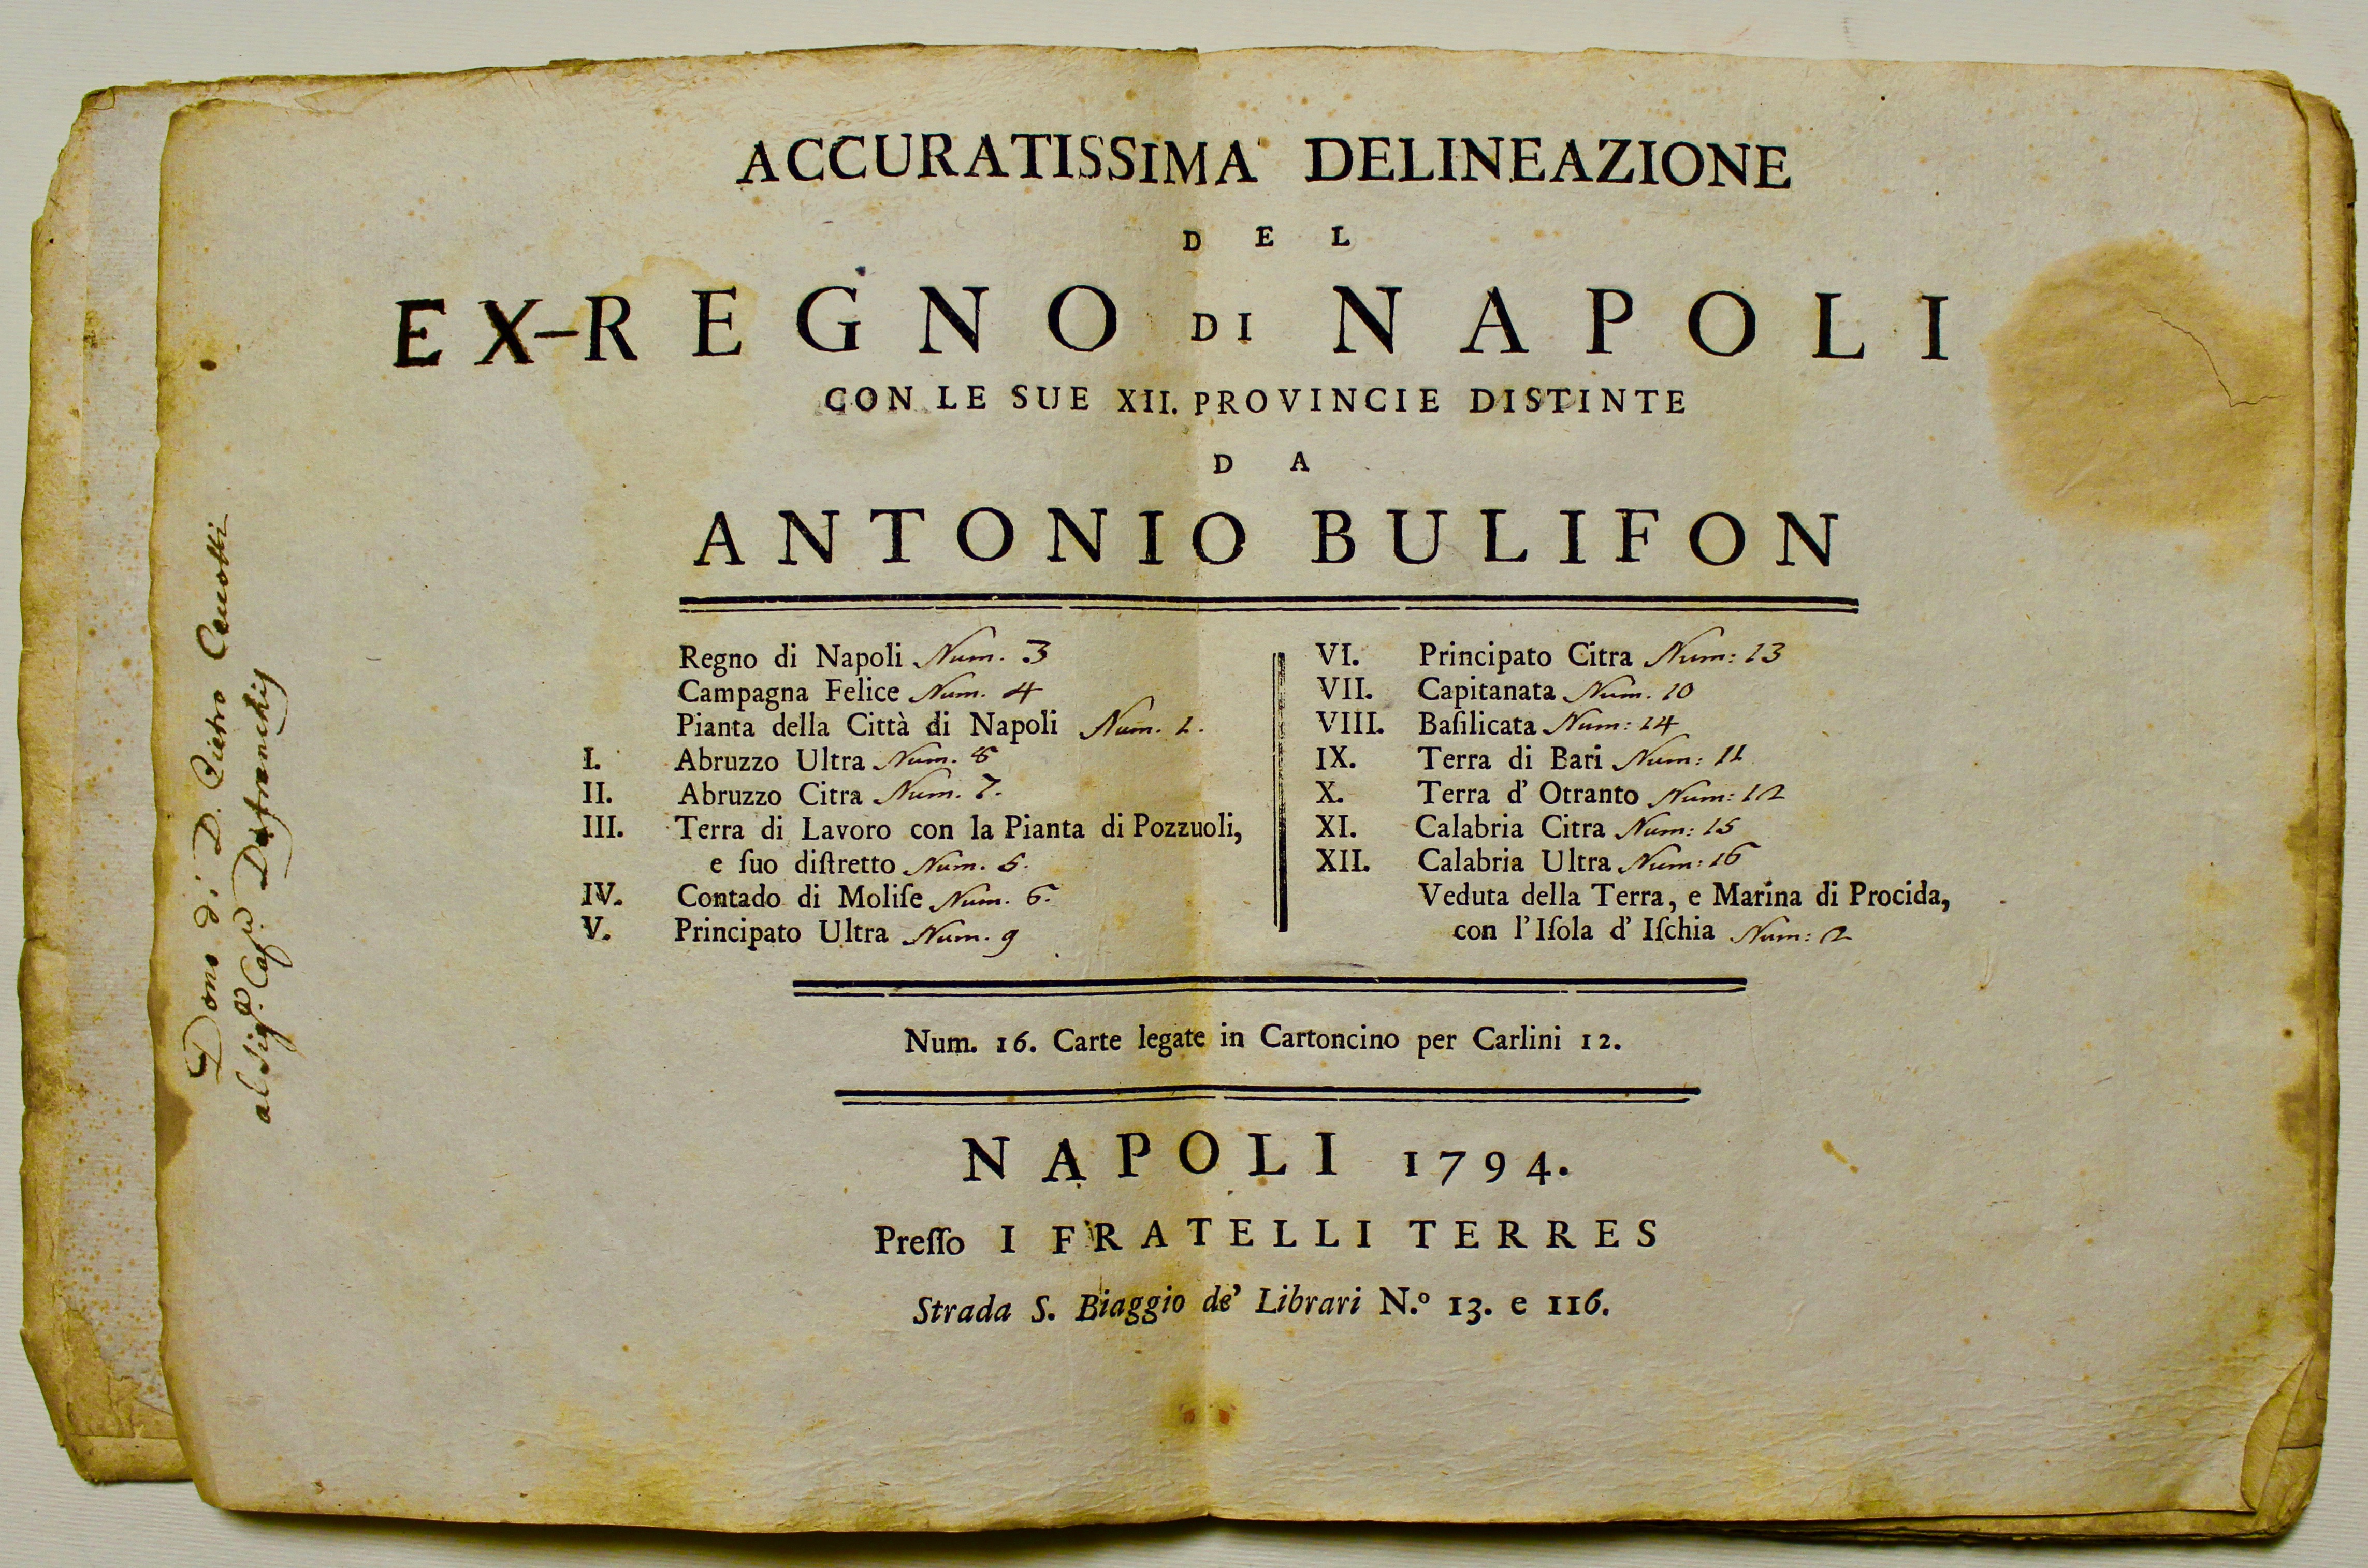 ACCURATISSIMA DELINEAZIONE
DEL
EX-REGNO DI NAPOLI
CON LE SUE XII. PROVINCIE DISTINTE
DA
ANTONIO BULIFON
Regno di Napoli Num. 3
Campagna Felice Num. 4
Pianta della Città di Napoli Num. 1.
I. Abruzzo Ultra Num. 8
II. Abruzzo Citra Num. 7.
III. Terra di Lavoro con la Pianta di Pozzuoli,
e ſuo diſtretto Num. 5.
IV. Contado di Moliſe Num. 6.
V. Principato Ultra Num. 9
VI. Principato Citra Num: 13
VII. Capitanata Num. 10
VIII. Baſilicata Num: 14
IX. Terra di Bari Num: 11
X. Terra d' Otranto Num: 12
XI. Calabria Citra Num: 15
XII. Calabria Ultra Num: 16
Veduta della Terra, e Marina di Procida,
con l' Iſola d' Iſchia Num: 2
Num. 16. Carte legate in Cartoncino per Carlini 12.
NAPOLI 1794.
Preſſo I FRATELLI TERRES
Strada S. Biaggio de' Librari N.º 13. e 116.
Dono di D. Pietro
al Sig.